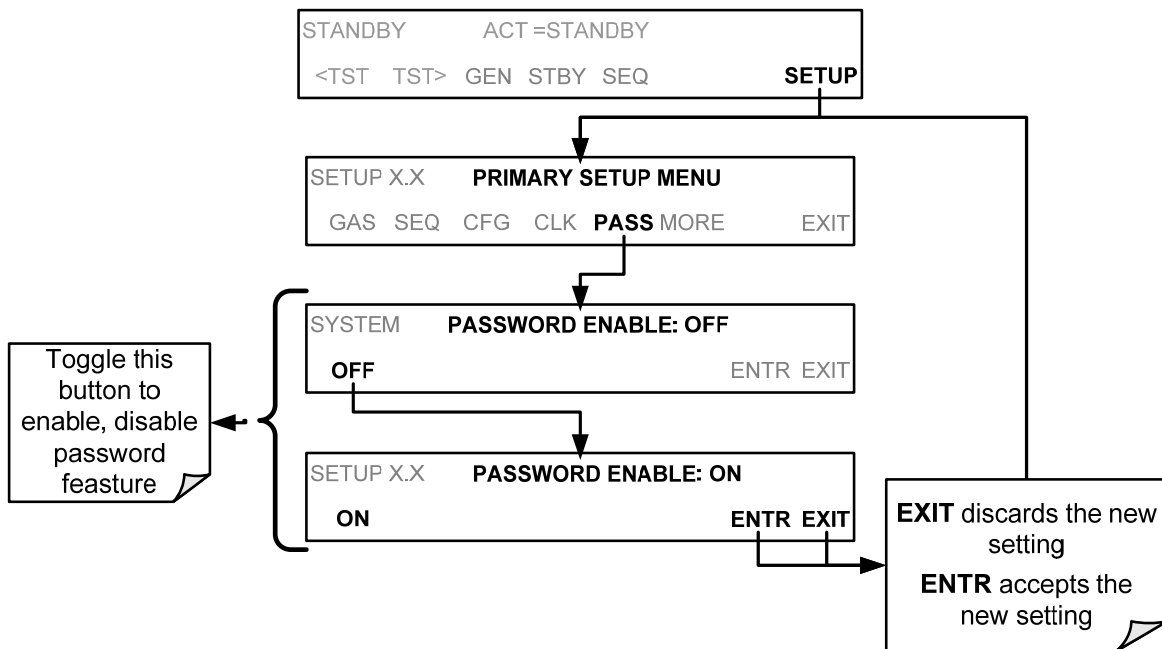 STANDBY ACT =STANDBY
<TST TST> GEN STBY SEQ SETUP
SETUP X.X PRIMARY SETUP MENU
GAS SEQ CFG CLK PASS MORE EXIT
SYSTEM PASSWORD ENABLE: OFF
OFF ENTR EXIT
Toggle this
button to
enable, disable
password
feasture
SETUP X.X PASSWORD ENABLE: ON
ON ENTR EXIT
EXIT discards the new
setting
ENTR accepts the
new setting